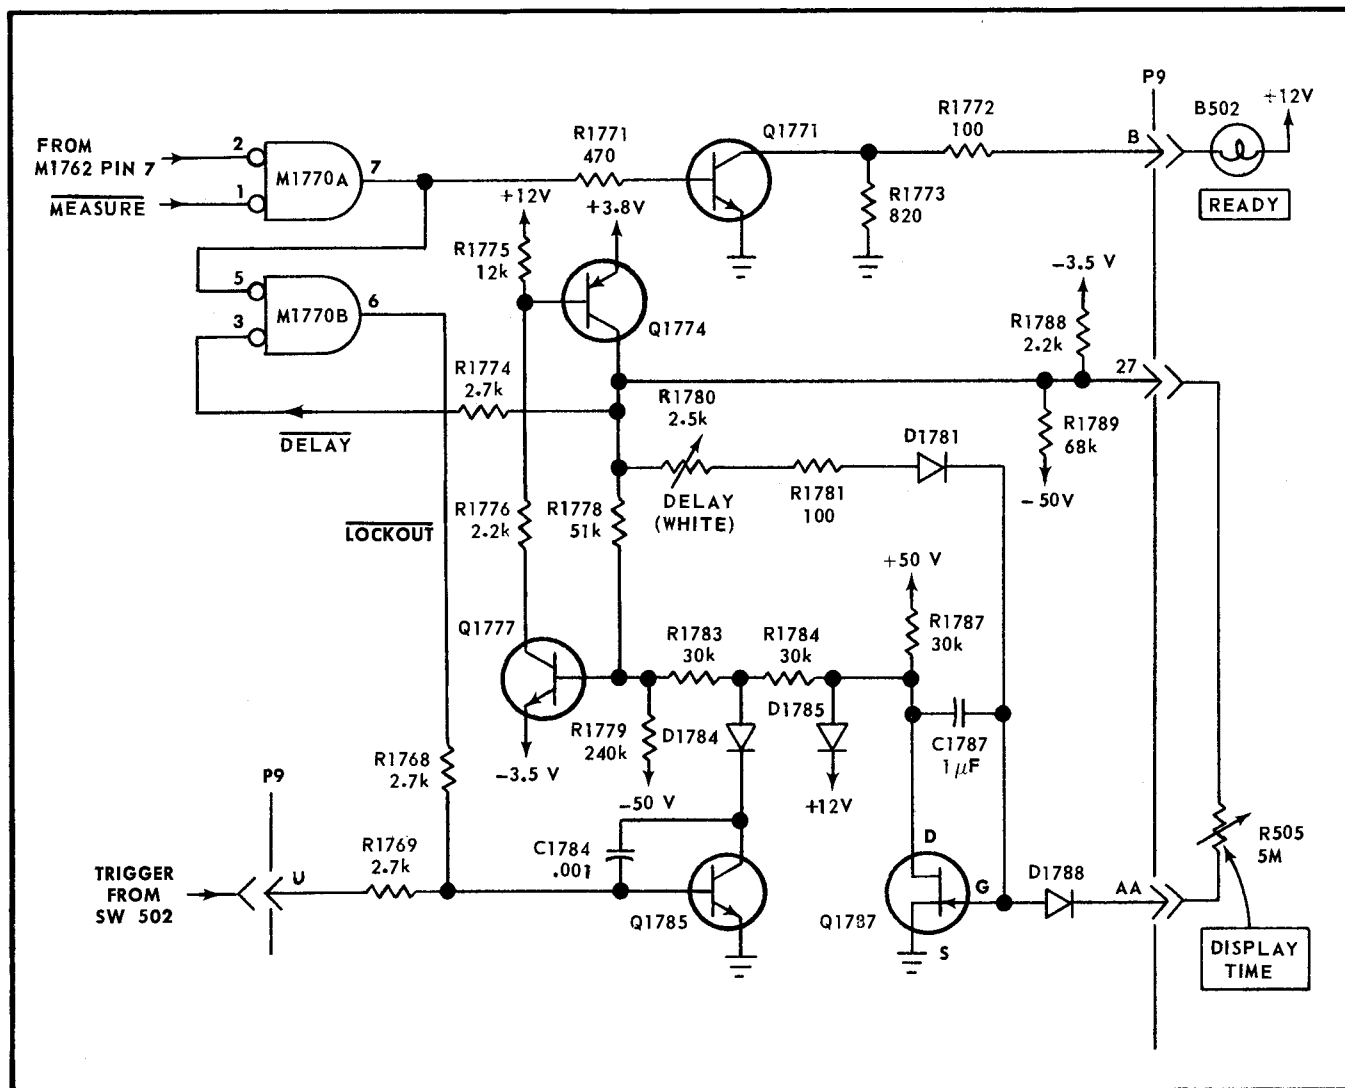 P9
B502
+12V
R1772
100
B
Q1771
R1771
470
FROM
M1762 PIN 7
2
M1770A
7
MEASURE
1
R1773
820
READY
+12V
+3.8V
R1775
12k
5
M1770B
6
3
Q1774
-3.5 V
R1788
2.2k
27
R1774
2.7k
R1780
2.5k
DELAY
D1781
R1789
68k
-50V
R1776
2.2k
R1778
51k
DELAY
(WHITE)
R1781
100
LOCKOUT
+50 V
R1787
30k
Q1777
R1783
30k
R1784
30k
D1785
R1779
240k
D1784
C1787
1µF
-3.5 V
-50 V
+12V
R1768
2.7k
P9
C1784
.001
R1769
2.7k
TRIGGER
FROM
SW 502
U
Q1785
D
G
Q1787
S
D1788
AA
R505
5M
DISPLAY
TIME